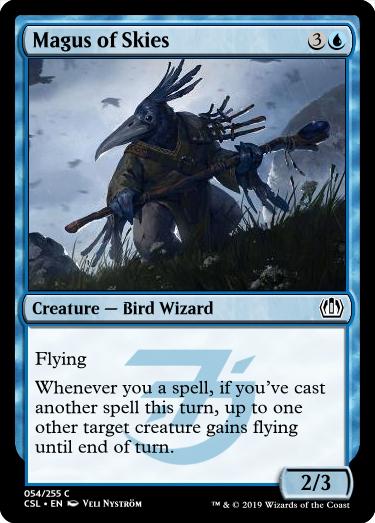 Magus of Skies 3
Creature — Bird Wizard
Flying
Whenever you a spell, if you've cast
another spell this turn, up to one
other target creature gains flying
until end of turn.
2/3
054/255 C
CSL • EN Veli Nyström
™ & © 2019 Wizards of the Coast